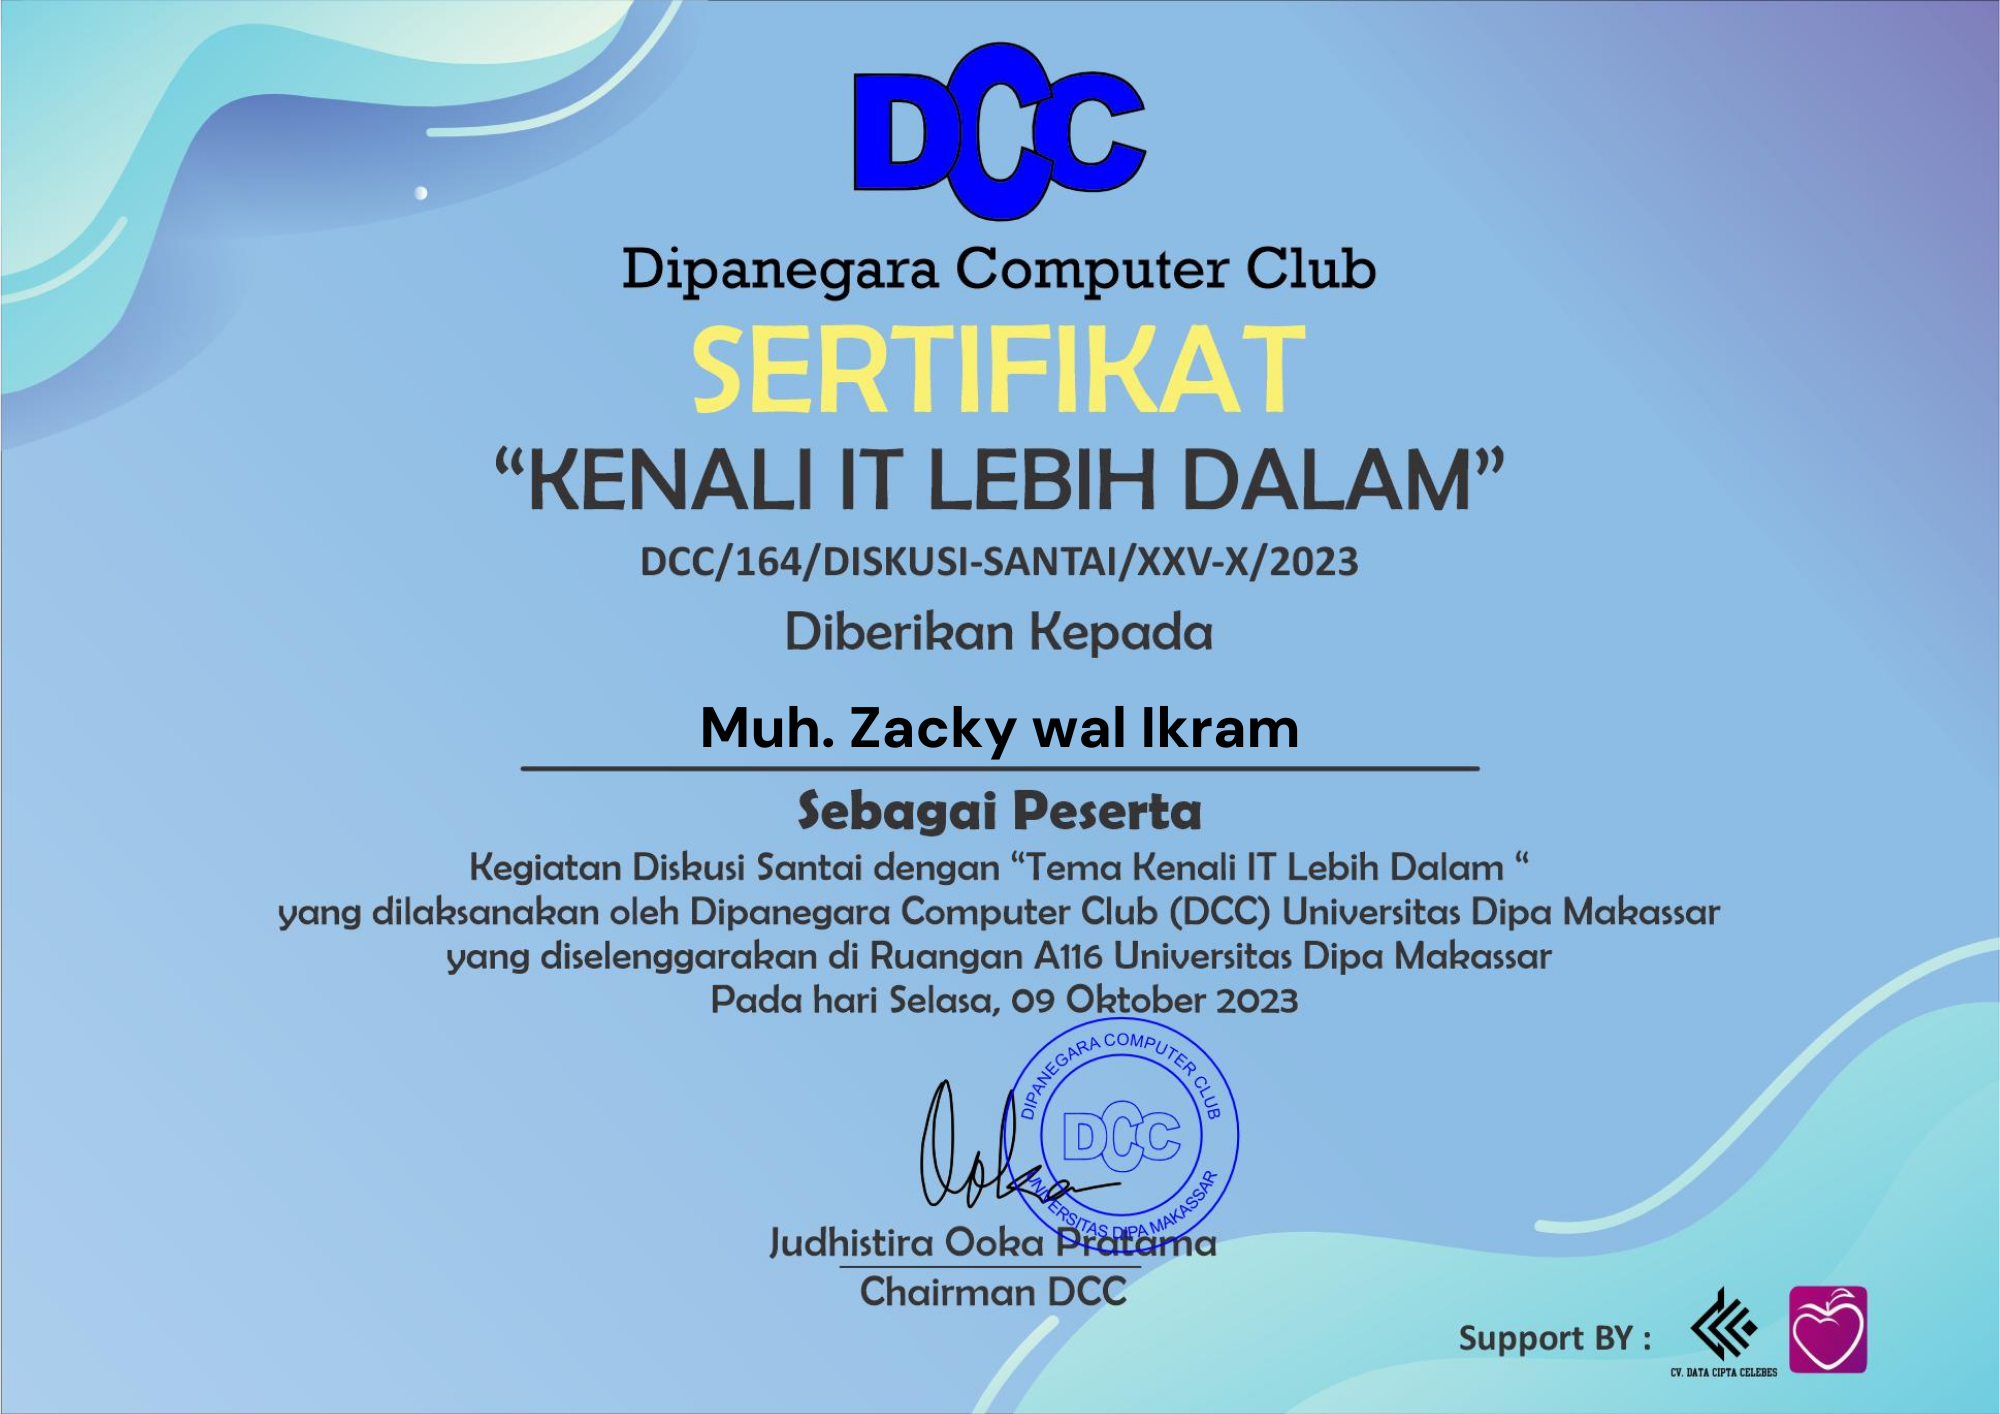 DCC
Dipanegara Computer Club
SERTIFIKAT
“KENALI IT LEBIH DALAM”
DCC/164/DISKUSI-SANTAI/XXV-X/2023
Diberikan Kepada
Muh. Zacky wal Ikram
Sebagai Peserta
Kegiatan Diskusi Santai dengan “Tema Kenali IT Lebih Dalam “
yang dilaksanakan oleh Dipanegara Computer Club (DCC) Universitas Dipa Makassar
yang diselenggarakan di Ruangan A116 Universitas Dipa Makassar
Pada hari Selasa, 09 Oktober 2023
DIPANEGARA COMPUTER CLUB
DCC
UNIVERSITAS DIPA MAKASSAR
Ooka
Judhistira Ooka Pratama
Chairman DCC
Support BY :
CV. DATA CIPTA CELEBES